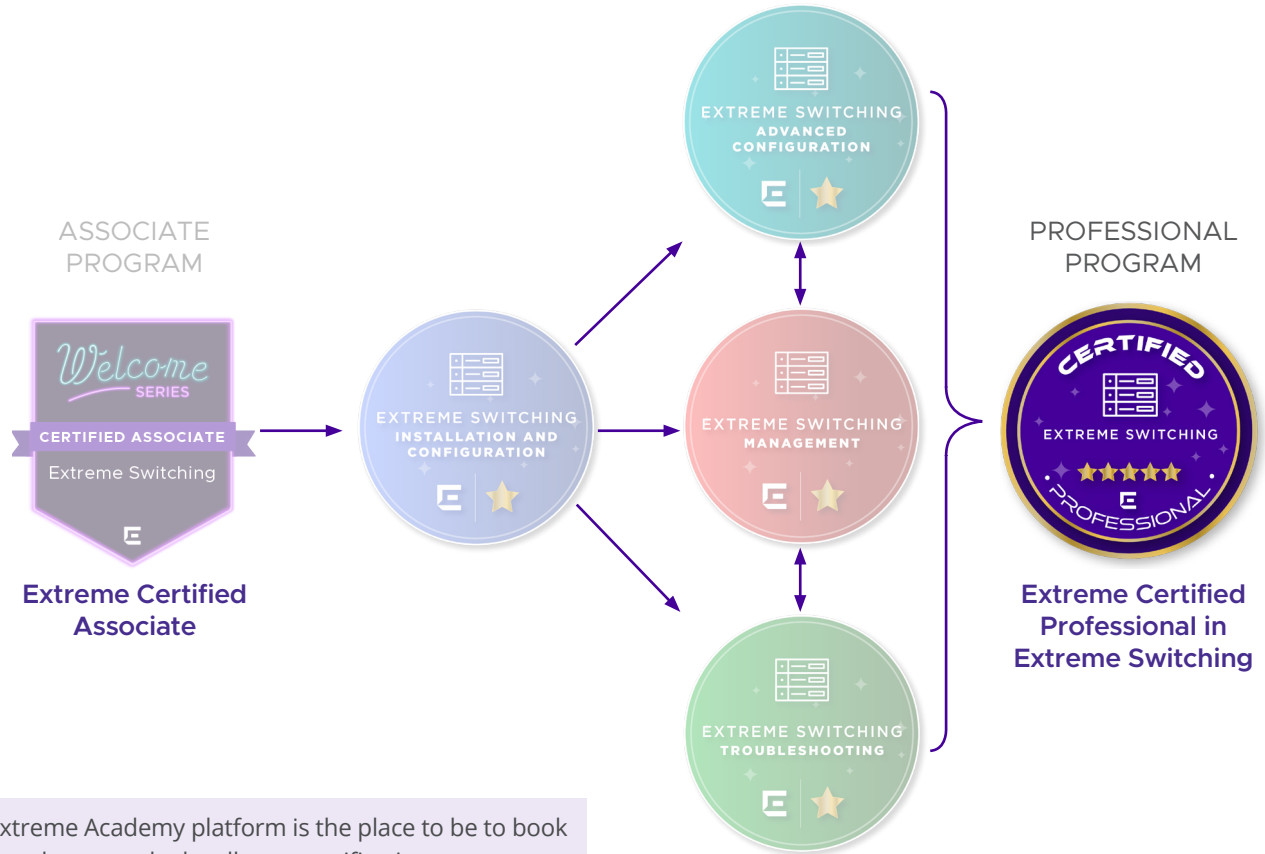 ASSOCIATE
PROGRAM
Welcome
SERIES
CERTIFIED ASSOCIATE
Extreme Switching
Extreme Certified
Associate
EXTREME SWITCHING
INSTALLATION AND
CONFIGURATION
EXTREME SWITCHING
ADVANCED
CONFIGURATION
EXTREME SWITCHING
MANAGEMENT
EXTREME SWITCHING
TROUBLESHOOTING
PROFESSIONAL
PROGRAM
CERTIFIED
EXTREME SWITCHING
PROFESSIONAL
Extreme Certified
Professional in
Extreme Switching
xtreme Academy platform is the place to be to book